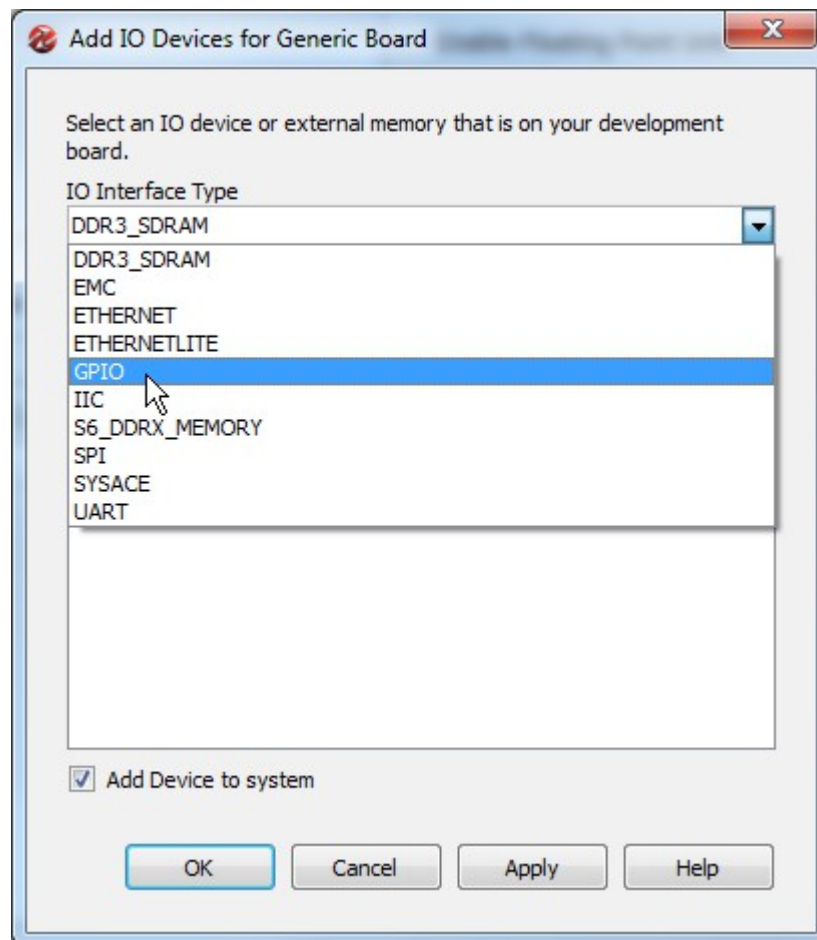 Add IO Devices for Generic Board
Select an IO device or external memory that is on your development
board.
IO Interface Type
DDR3_SDRAM
DDR3_SDRAM
EMC
ETHERNET
ETHERNETLITE
GPIO
IIC
S6_DDRX_MEMORY
SPI
SYSACE
UART
Add Device to system
OK Cancel Apply Help